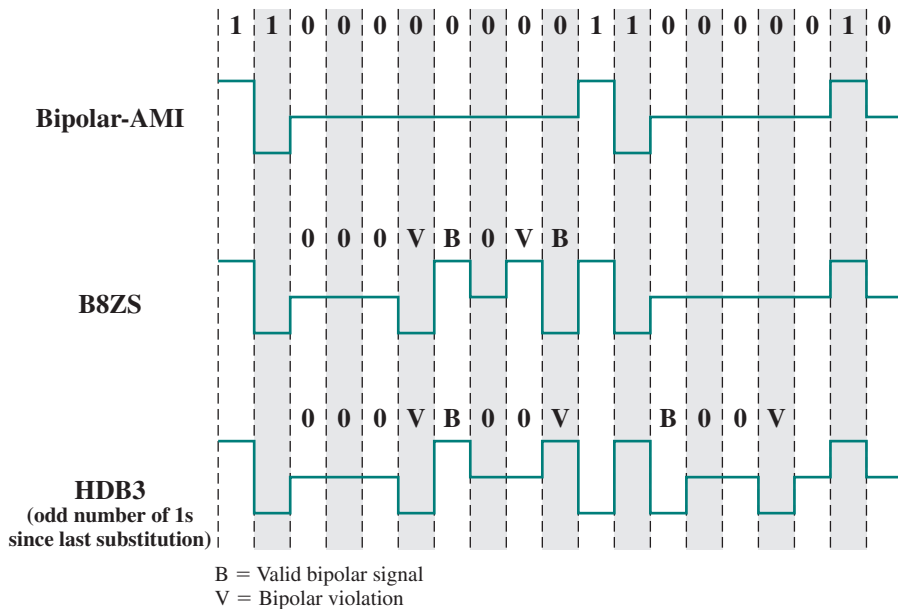 1 1 0 0 0 0 0 0 0 0 1 1 0 0 0 0 0 1 0
Bipolar-AMI
0 0 0 V B 0 V B
B8ZS
0 0 0 V B 0 0 V B 0 0 V
HDB3
(odd number of 1s
since last substitution)
B = Valid bipolar signal
V = Bipolar violation